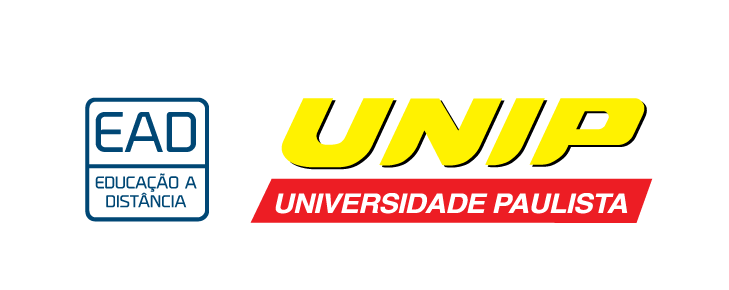 EAD
EDUCAÇÃO A
DISTÂNCIA
UNIP
UNIVERSIDADE PAULISTA